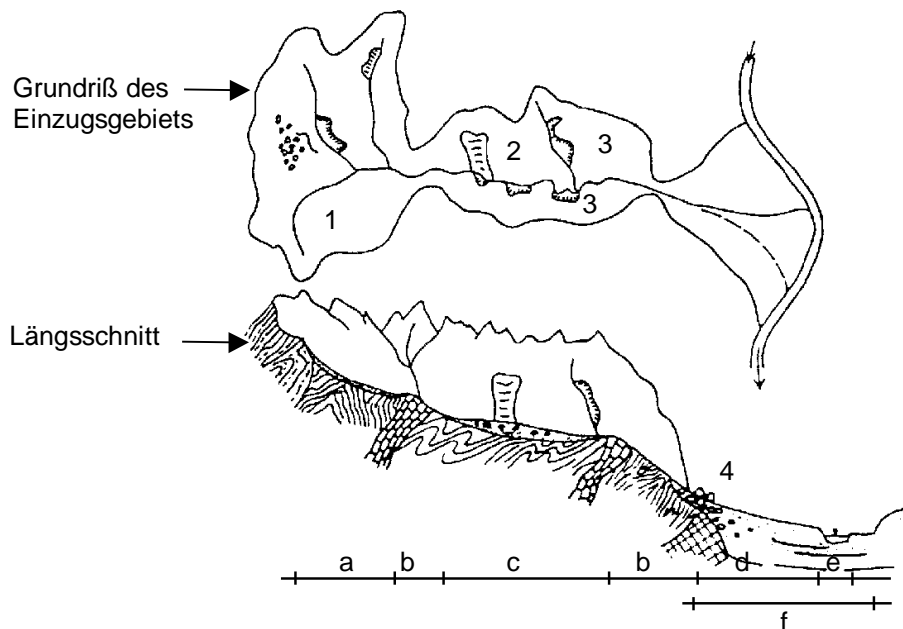 Grundriß des
Einzugsgebiets
2
3
3
1
Längsschnitt
4
a b c b d e
f